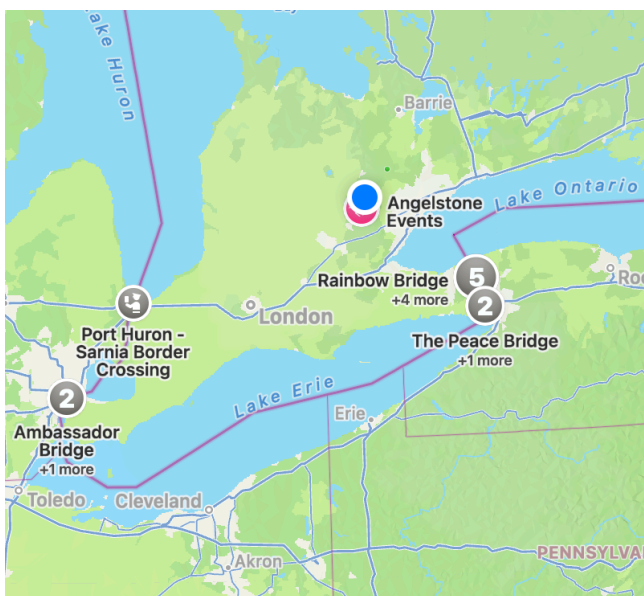 Lake Huron
Barrie
Lake Ontario
Angelstone
Events
Rainbow Bridge
+4 more
5
2
London
Port Huron -
Sarnia Border
Crossing
The Peace Bridge
+1 more
2
Lake Erie
Ambassador
Bridge
+1 more
Erie
Toledo
Cleveland
Akron